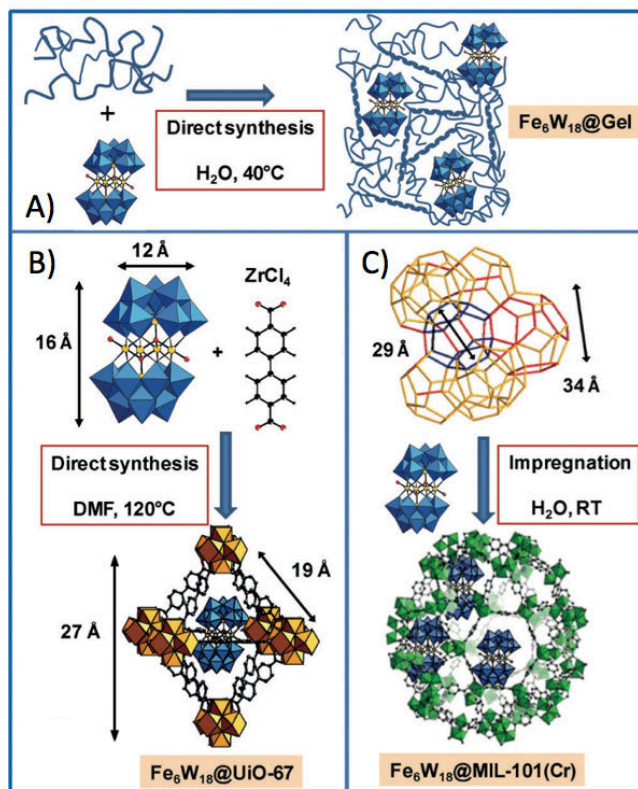 Direct synthesis
H₂O, 40°C
+
Fe₆W₁₈@Gel
A)
B)
12 Å
16 Å
+
ZrCl₄
Direct synthesis
DMF, 120°C
27 Å
19 Å
Fe₆W₁₈@UiO-67
C)
29 Å
34 Å
Impregnation
H₂O, RT
Fe₆W₁₈@MIL-101(Cr)